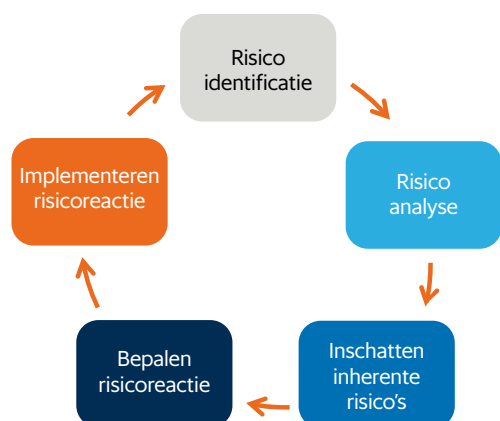 Risico
identificatie
Risico
analyse
Inschatten
inherente
risico's
Bepalen
risicoreactie
Implementeren
risicoreactie